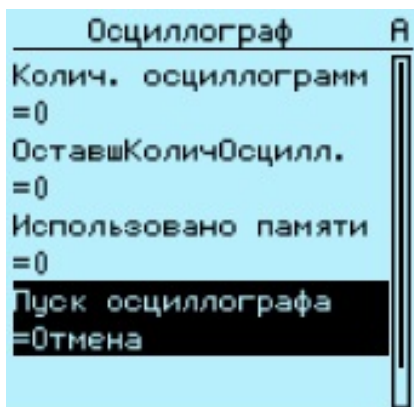 Осциллограф A
Колич. осциллограмм
=0
ОставшКоличОсцилл.
=0
Использовано памяти
=0
Пуск осциллографа
=Отмена